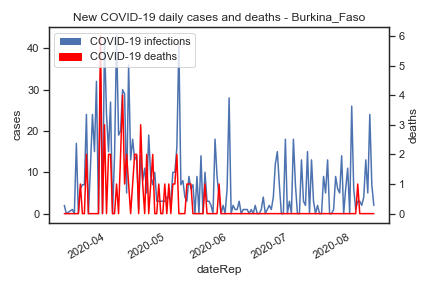 New COVID-19 daily cases and deaths - Burkina_Faso
COVID-19 infections
COVID-19 deaths
cases
40
30
20
10
0
deaths
6
5
4
3
2
1
0
2020-04
2020-05
2020-06
2020-07
2020-08
dateRep